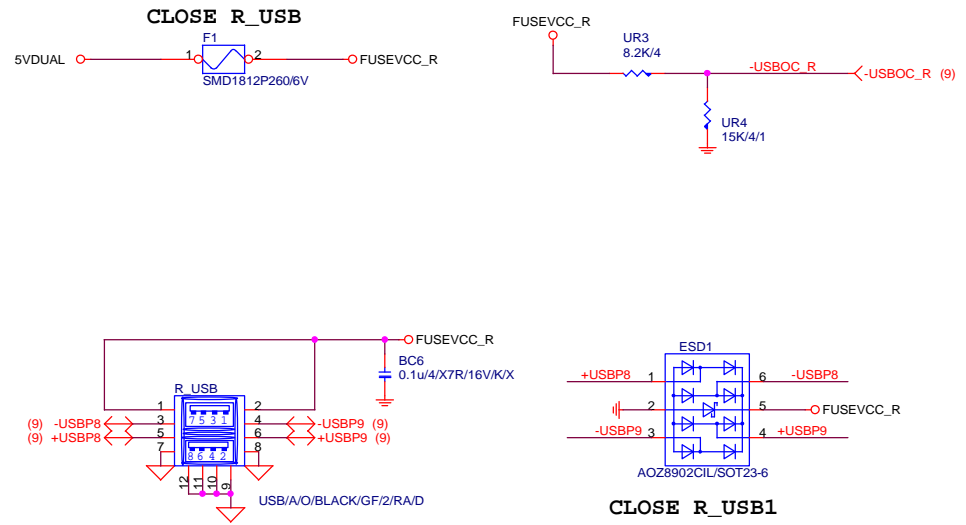 CLOSE R_USB
F1
5VDUAL 1 2 FUSEVCC_R
SMD1812P260/6V
FUSEVCC_R
UR3
8.2K/4
-USBOC_R
-USBOC_R (9)
UR4
15K/4/1
FUSEVCC_R
BC6
0.1u/4/X7R/16V/K/X
R_USB
1 2
7 5 3 1
(9) -USBP8 3 4 -USBP9 (9)
(9) +USBP8 5 6 +USBP9 (9)
7 8
8 6 4 2
12 11 10 9
USB/A/O/BLACK/GF/2/RA/D
ESD1
+USBP8 1 6 -USBP8
2 5 FUSEVCC_R
-USBP9 3 4 +USBP9
AOZ8902CIL/SOT23-6
CLOSE R_USB1